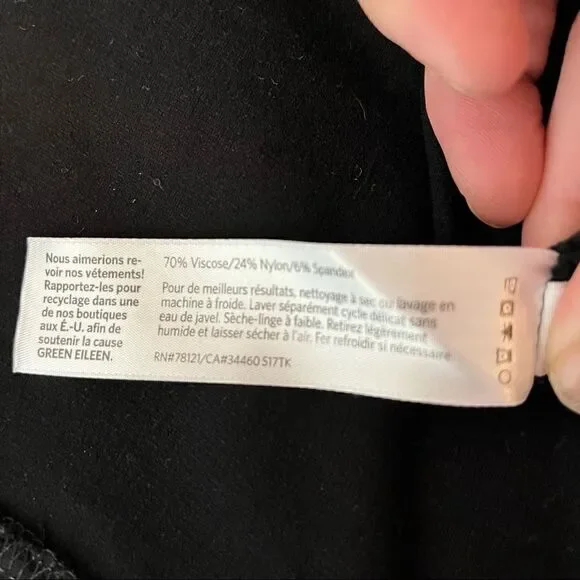 Nous aimerions re-
voir nos vêtements!
Rapportez-les pour
recyclage dans une
de nos boutiques
aux É.-U. afin de
soutenir la cause
GREEN EILEEN.
70% Viscose/24% Nylon/6% Spandex
Pour de meilleurs résultats, nettoyage à sec ou lavage en
machine à froide. Laver séparément cycle délicat sans
eau de javel. Sèche-linge à faible. Retirez légèrement
humide et laisser sécher à l'air. Fer refroidir si nécessaire
RN#78121/CA#34460 S17TK